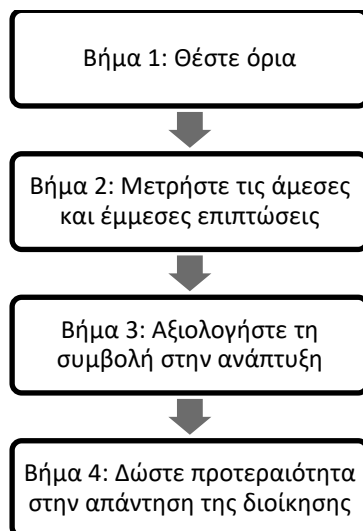 Βήμα 1: Θέστε όρια
Βήμα 2: Μετρήστε τις άμεσες
και έμμεσες επιπτώσεις
Βήμα 3: Αξιολογήστε τη
συμβολή στην ανάπτυξη
Βήμα 4: Δώστε προτεραιότητα
στην απάντηση της διοίκησης